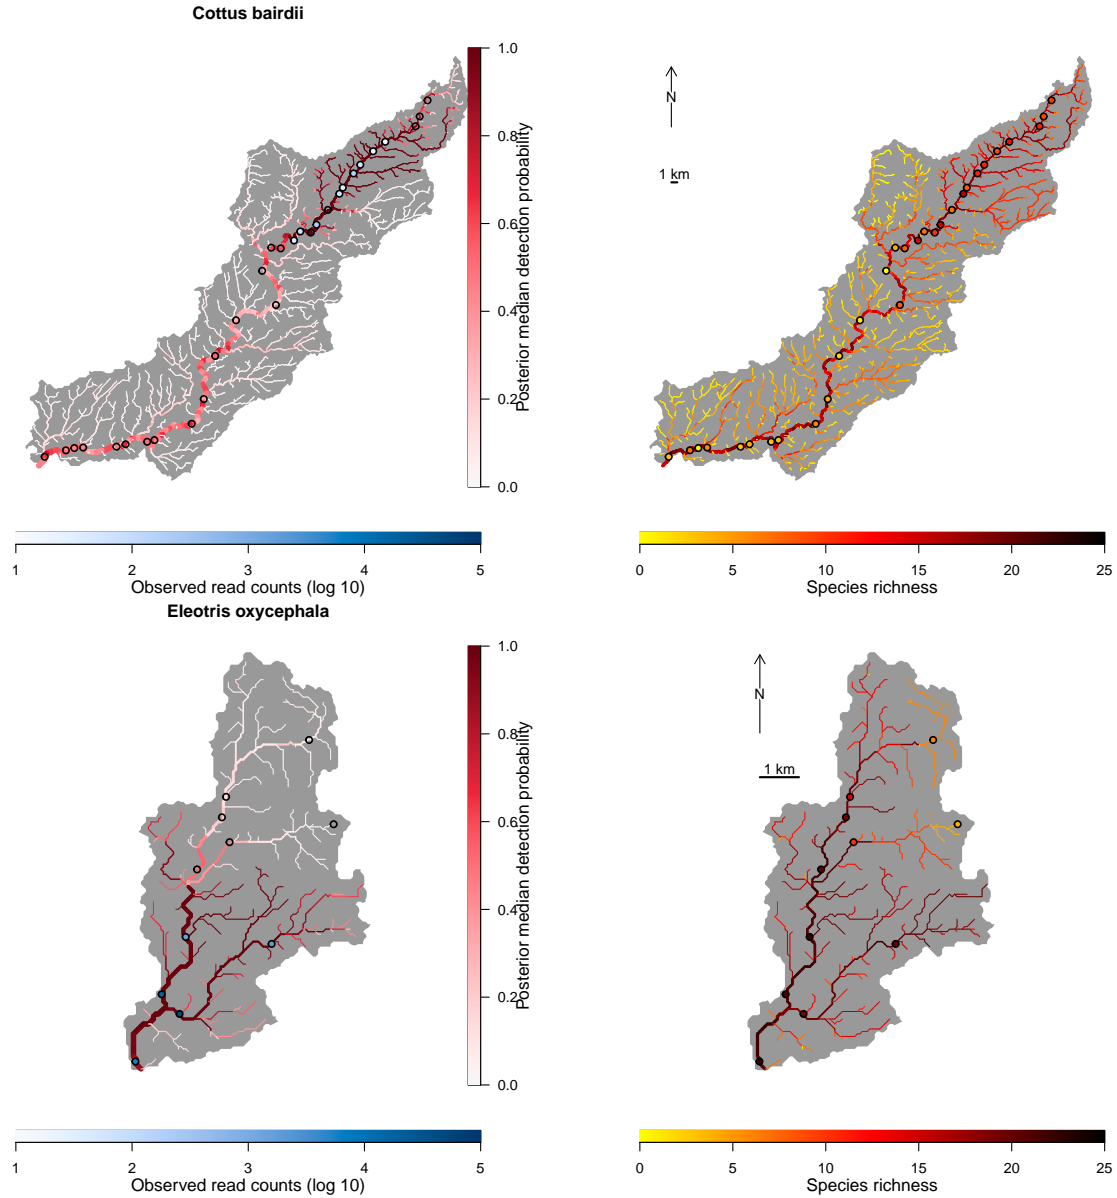 Cottus bairdii
1.0
0.8
0.6
0.4
0.2
0.0
Posterior median detection probability
N
1 km
1 2 3 4 5
Observed read counts (log 10)
0 5 10 15 20 25
Species richness
Eleotris oxycephala
1.0
0.8
0.6
0.4
0.2
0.0
Posterior median detection probability
N
1 km
1 2 3 4 5
Observed read counts (log 10)
0 5 10 15 20 25
Species richness